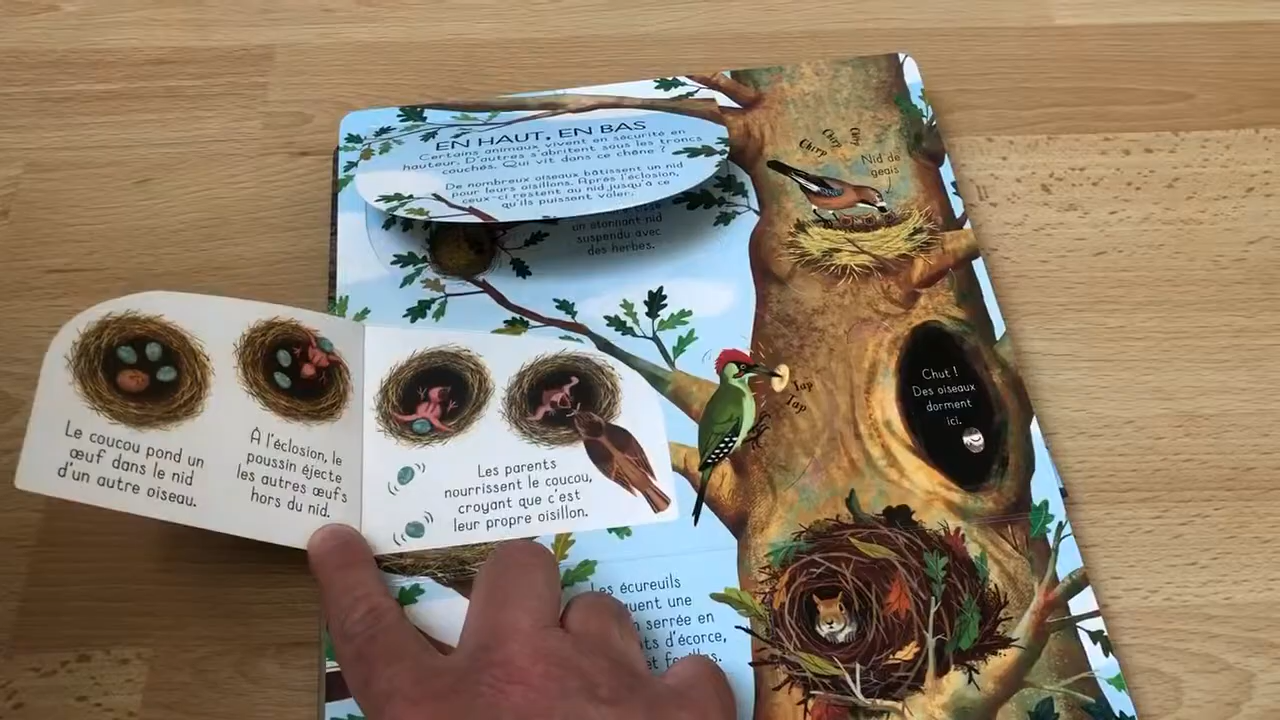 EN HAUT, EN BAS
Certains animaux vivent en sécurité en
hauteur. D'autres s'abritent sous les troncs
couchés. Qui vit dans ce chêne ?
De nombreux oiseaux bâtissent un nid
pour leurs oisillons. Après l'éclosion,
ceux-ci restent au nid jusqu'à ce
qu'ils puissent voler.
un étonnant nid
suspendu avec
des herbes.
Chirp
Chirp
Chirp
Nid de
geais
Tap
Tap
Chut !
Des oiseaux
dorment
ici.
Le coucou pond un
œuf dans le nid
d'un autre oiseau.
À l'éclosion, le
poussin éjecte
les autres œufs
hors du nid.
Les parents
nourrissent le coucou,
croyant que c'est
leur propre oisillon.
Les écureuils
une
serrée en
d'écorce,
et